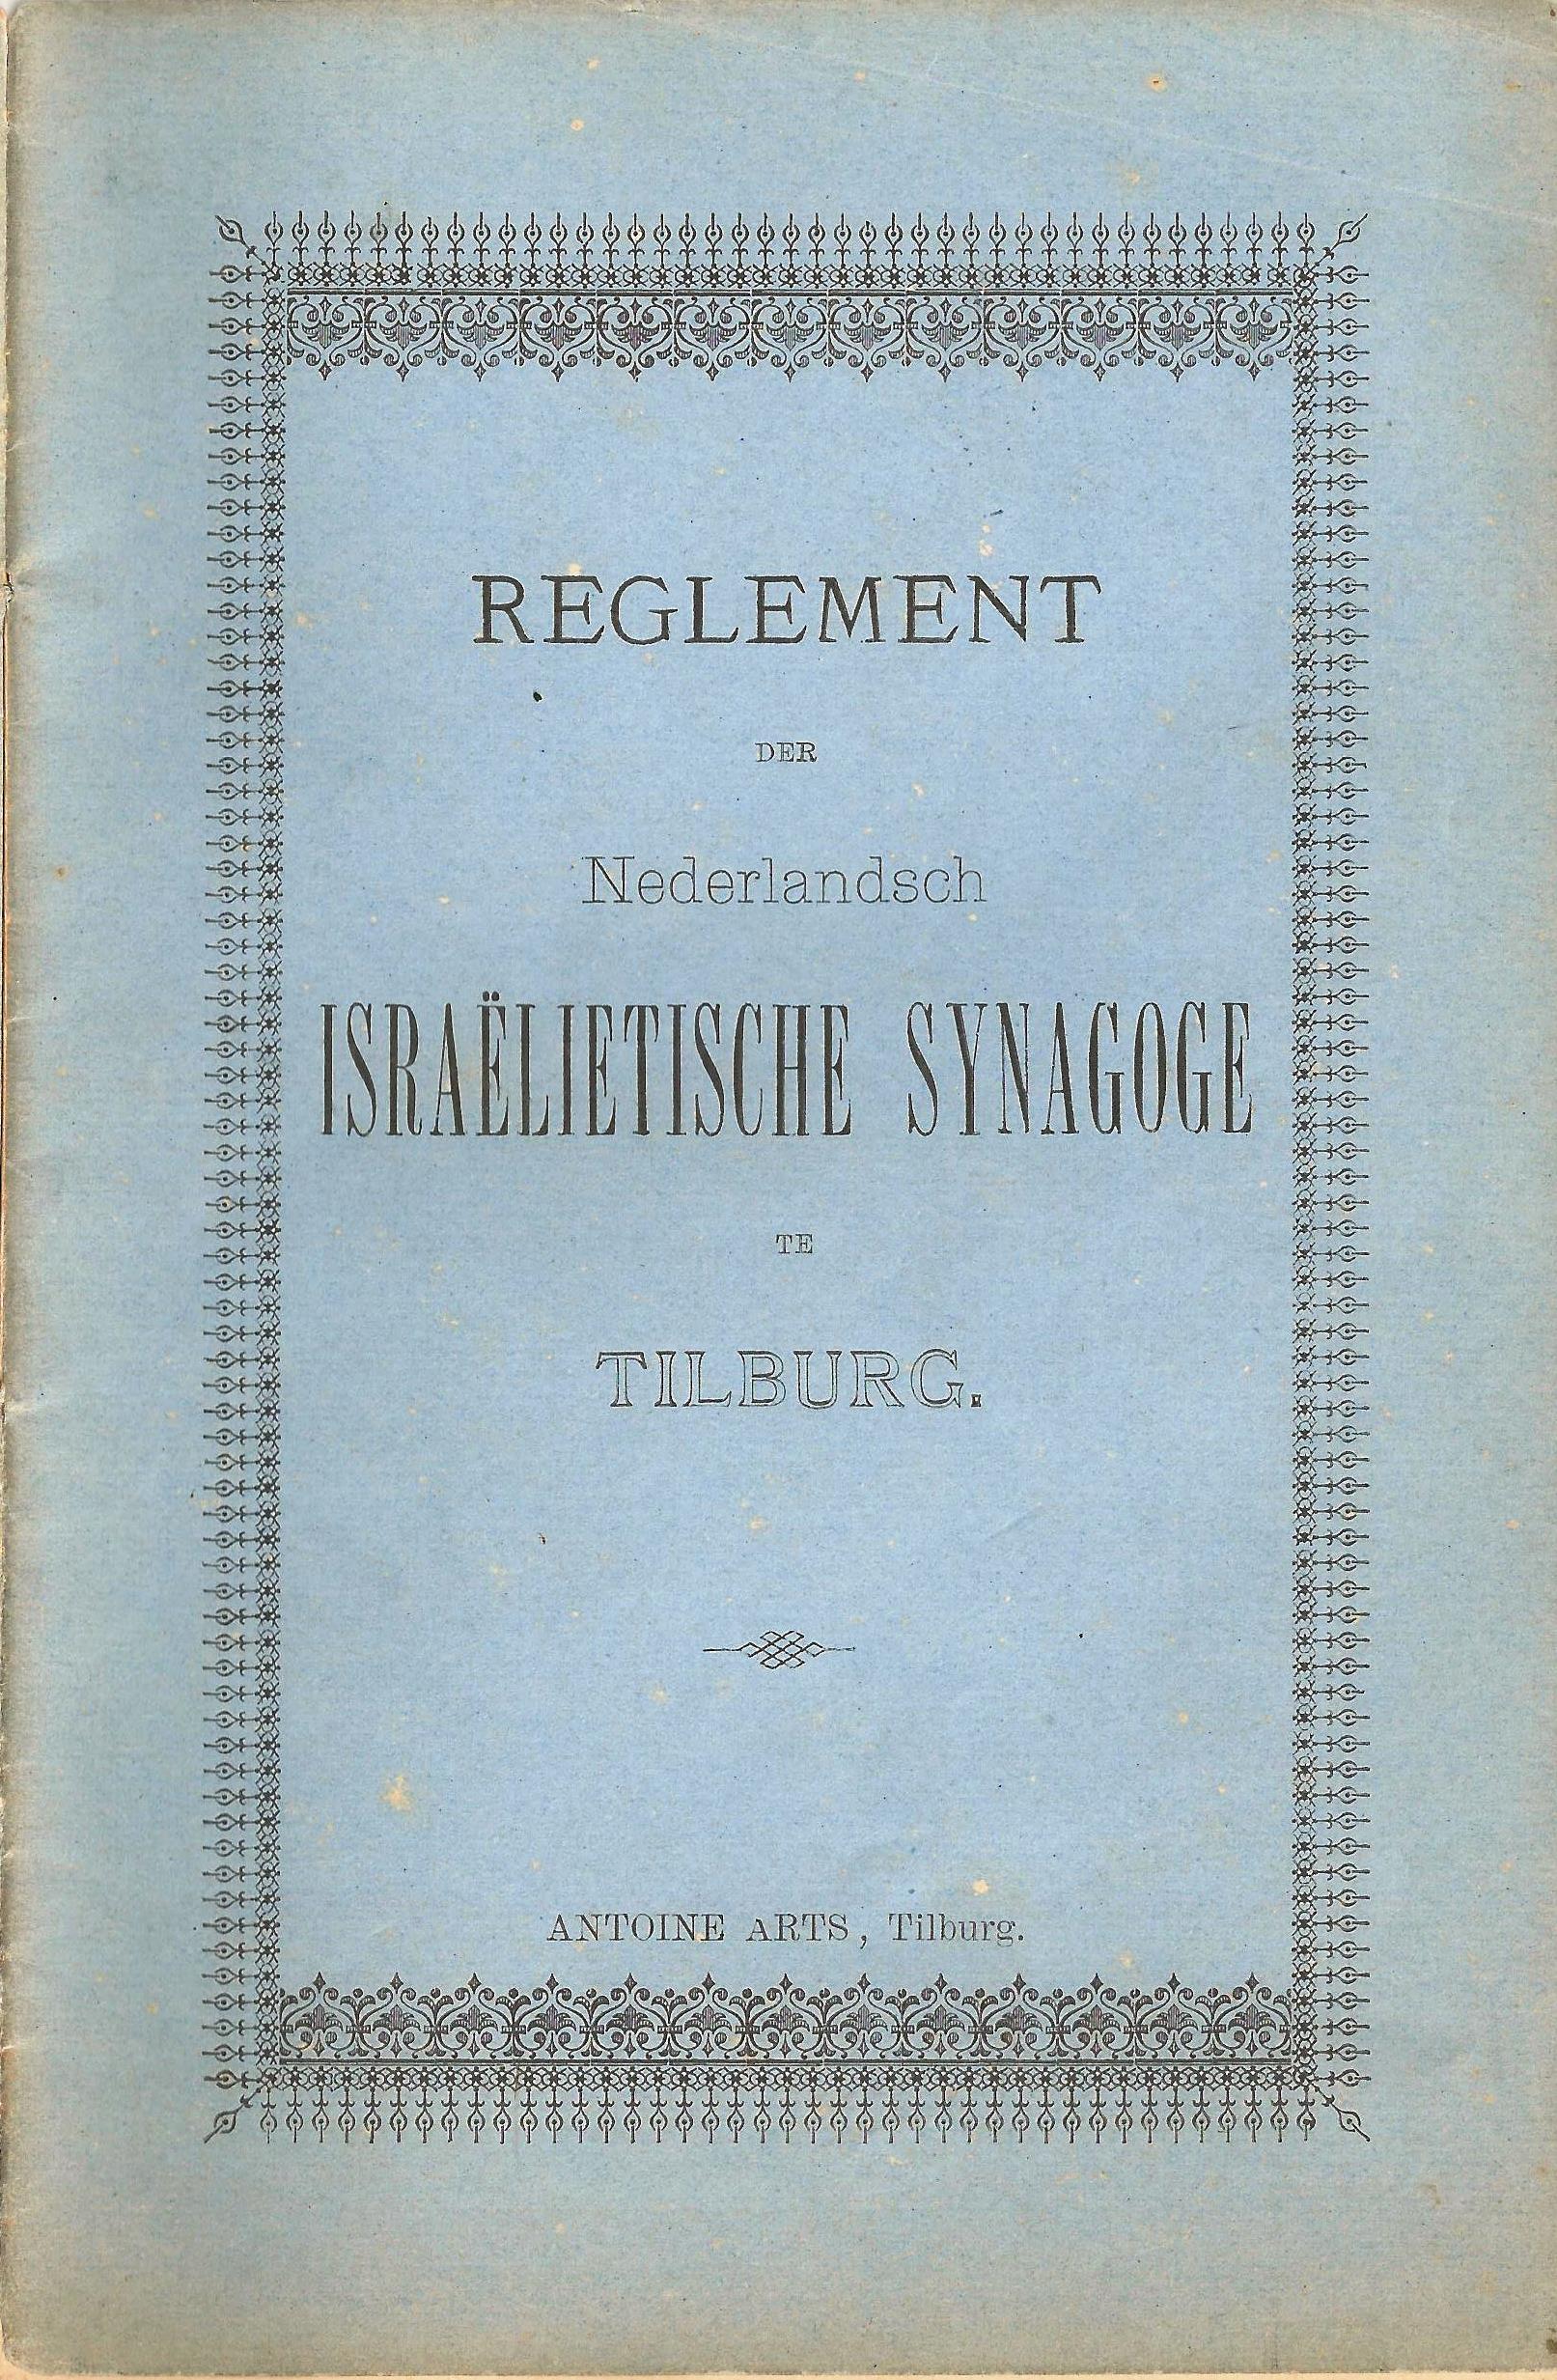 REGLEMENT
DER
Nederlandsch
ISRAËLIETISCHE SYNAGOGE
TE
TILBURG.
ANTOINE ARTS, Tilburg.